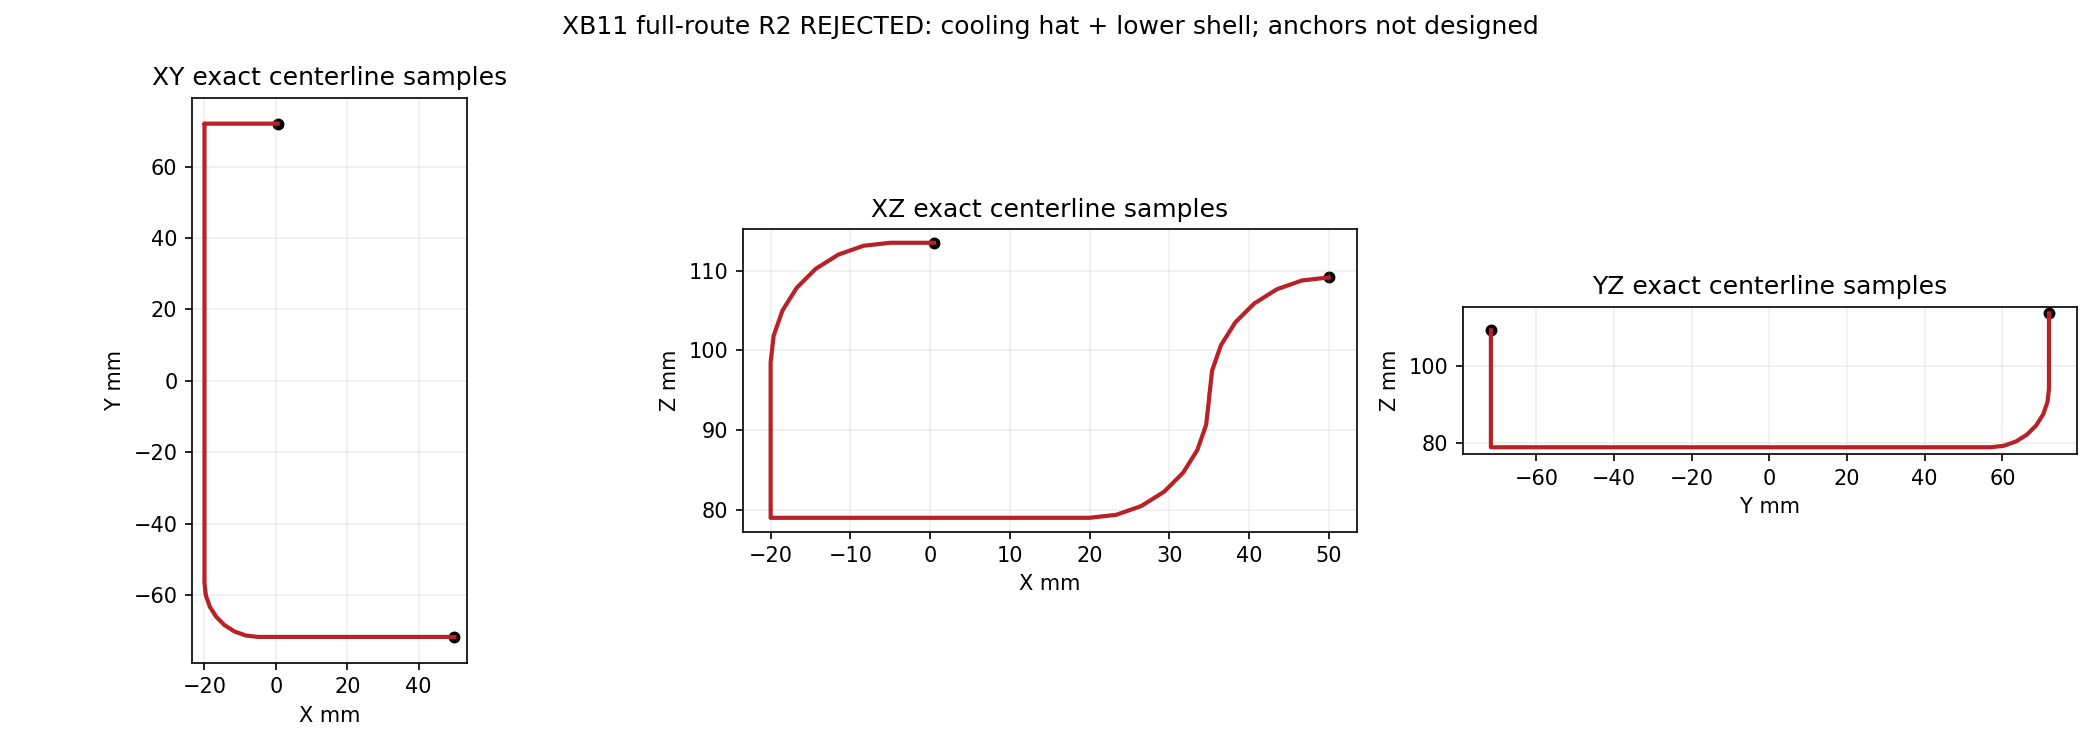 XB11 full-route R2 REJECTED: cooling hat + lower shell; anchors not designed
XY exact centerline samples
60
40
20
0
−20
−40
−60
Y mm
−20 0 20 40
X mm
XZ exact centerline samples
110
100
90
80
Z mm
−20 −10 0 10 20 30 40 50
X mm
YZ exact centerline samples
100
80
Z mm
−60 −40 −20 0 20 40 60
Y mm